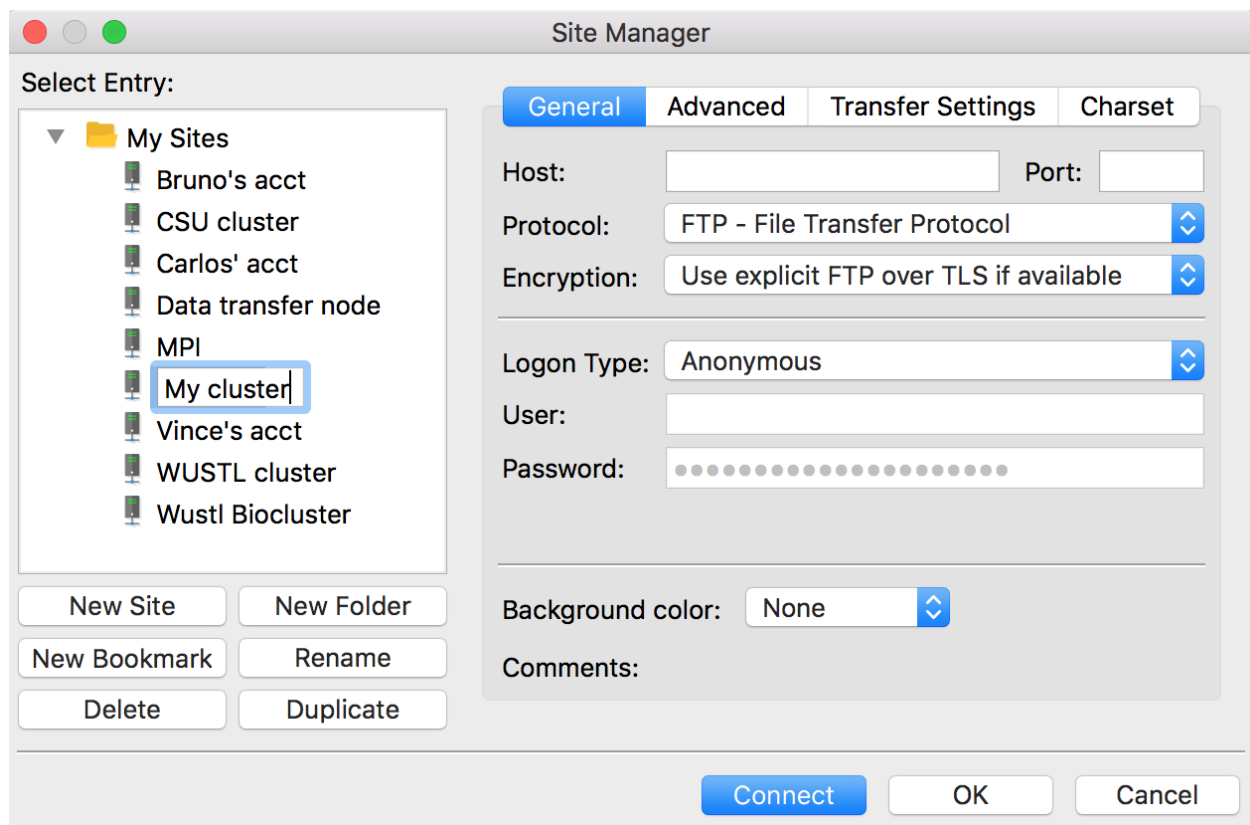 Site Manager
Select Entry:
My Sites
Bruno's acct
CSU cluster
Carlos' acct
Data transfer node
MPI
My cluster
Vince's acct
WUSTL cluster
Wustl Biocluster
New Site New Folder
New Bookmark Rename
Delete Duplicate
General Advanced Transfer Settings Charset
Host: Port:
Protocol: FTP - File Transfer Protocol
Encryption: Use explicit FTP over TLS if available
Logon Type: Anonymous
User:
Password: ●●●●●●●●●●●●●●●●●●●●●
Background color: None
Comments:
Connect OK Cancel